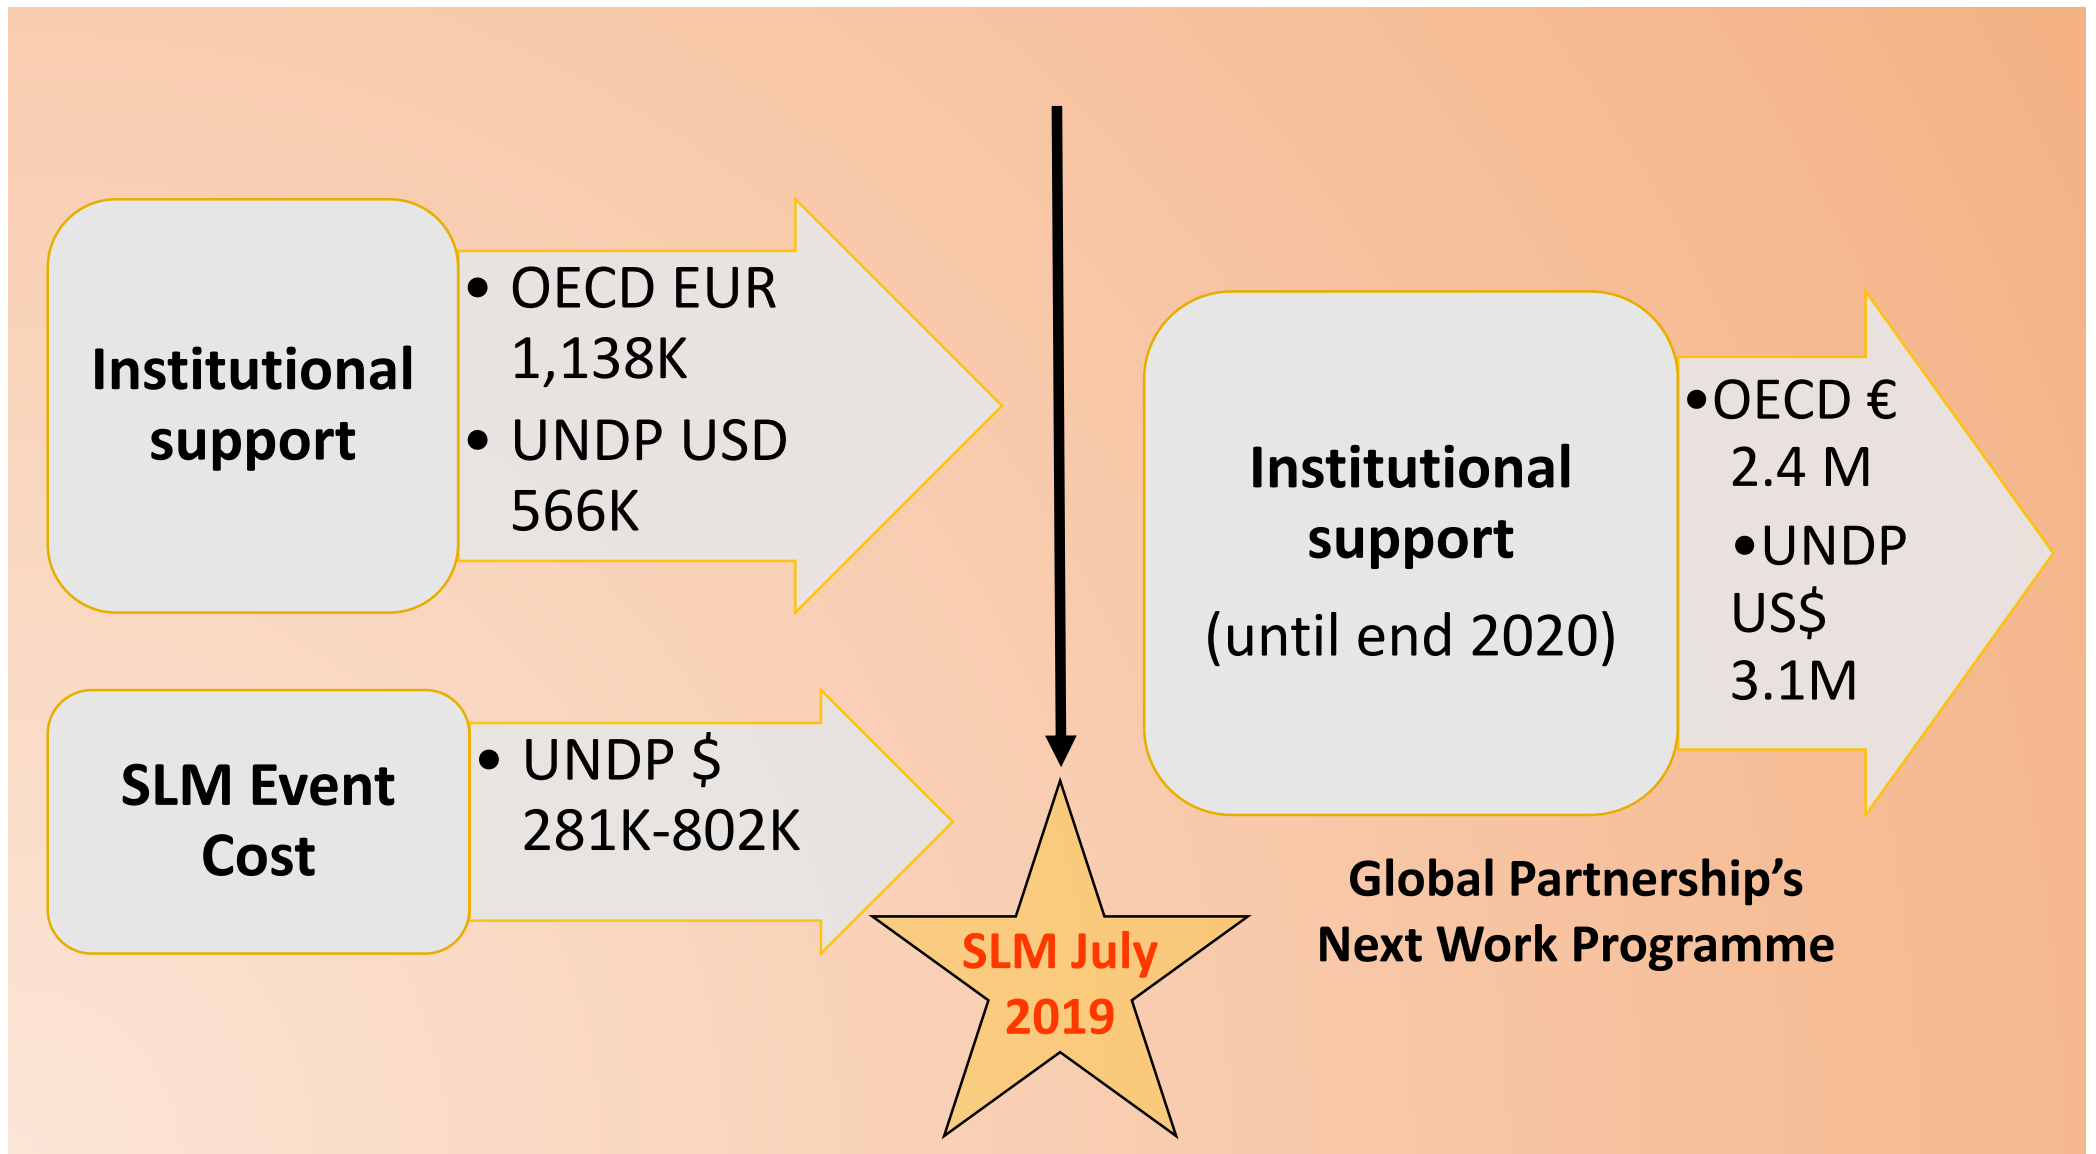 Institutional
support
• OECD EUR
1,138K
• UNDP USD
566K
SLM Event
Cost
• UNDP $
281K-802K
SLM July
2019
Institutional
support
(until end 2020)
•OECD €
2.4 M
•UNDP
US$
3.1M
Global Partnership’s
Next Work Programme